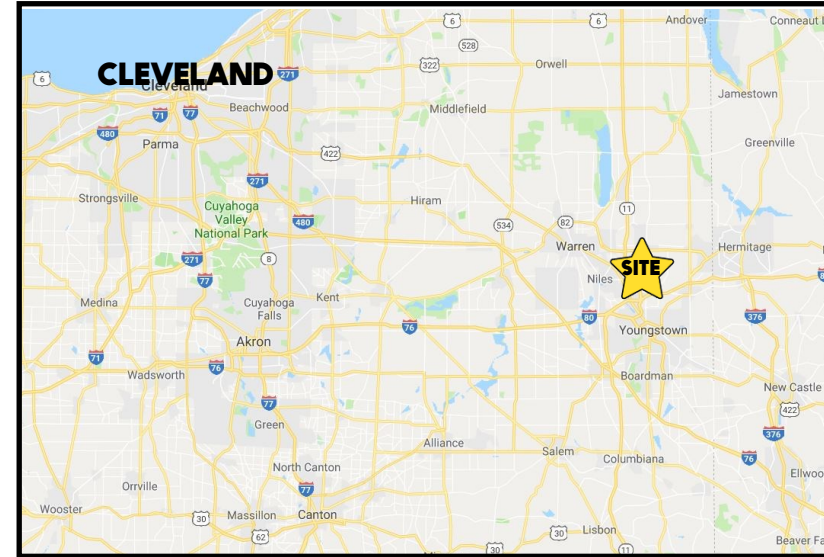 6
6
Andover
Conneaut L
528
CLEVELAND
271
322
Orwell
6
Cleveland
Jamestown
71
77
Beachwood
Middlefield
480
Parma
Greenville
422
271
Strongsville
Cuyahoga
Valley
National Park
Hiram
11
480
534
82
Warren
Hermitage
271
8
SITE
77
Niles
Medina
Cuyahoga
Falls
Kent
80
376
76
Youngstown
Akron
71
76
Wadsworth
Boardman
New Castle
77
422
Green
376
Alliance
Salem
Columbiana
76
North Canton
Ellwoo
Orrville
77
Wooster
30
Massillon
Canton
62
30
Lisbon
Beaver Fa
30
11